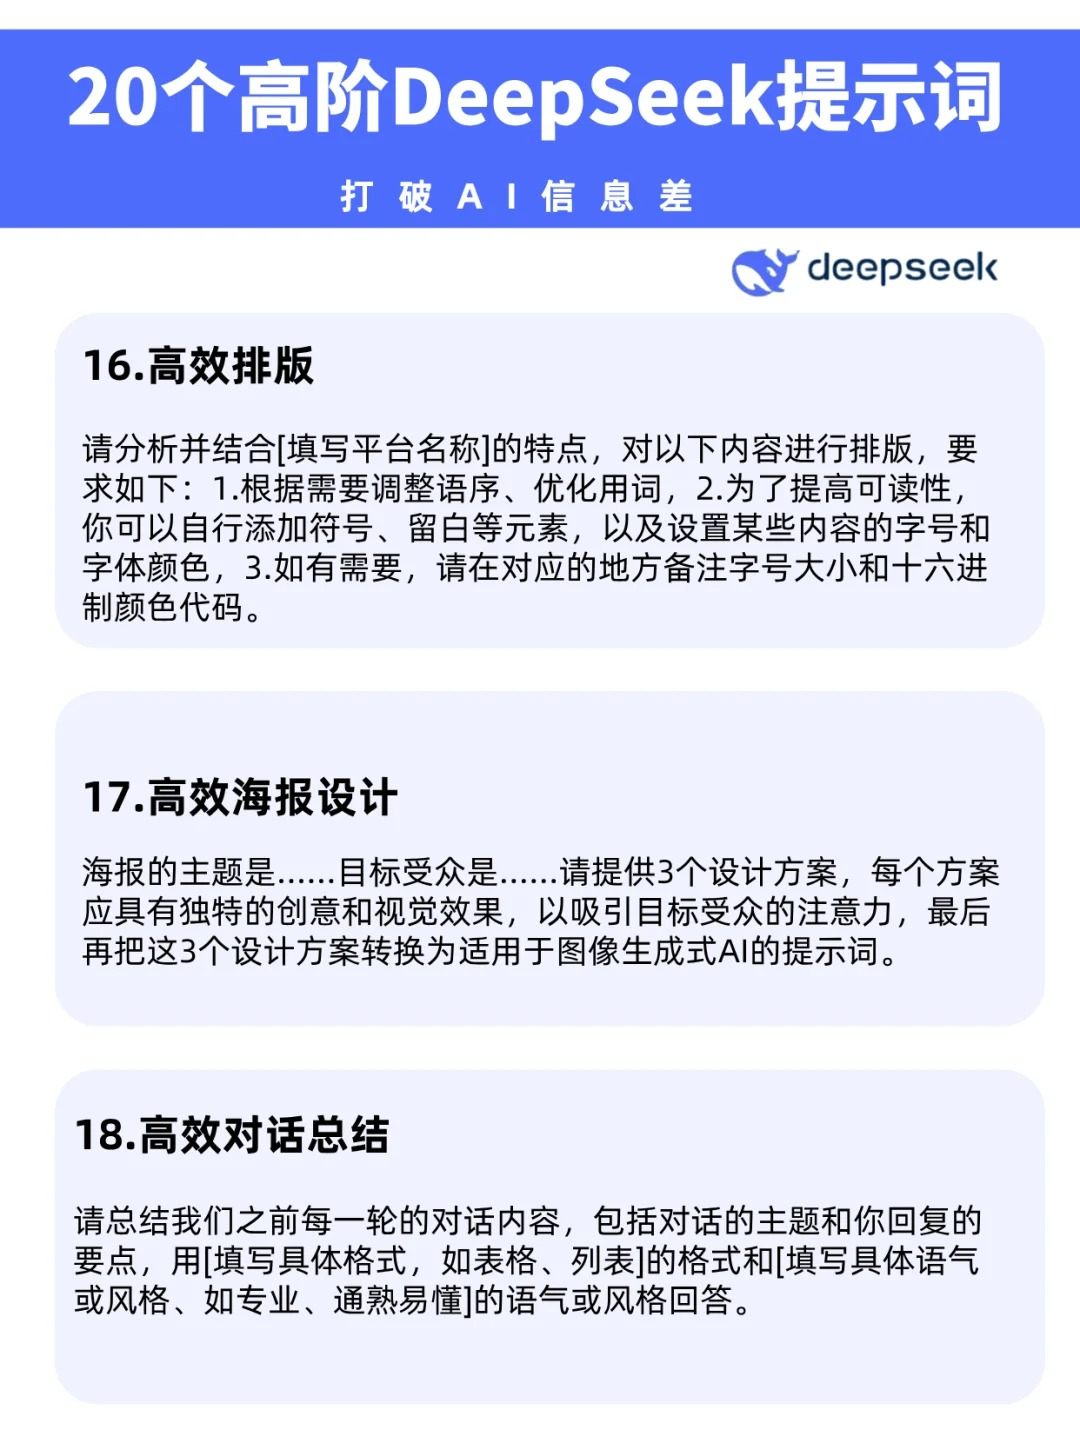 20个高阶DeepSeek提示词
打破AI信息差
deepseek
16.高效排版
请分析并结合[填写平台名称]的特点，对以下内容进行排版，要
求如下：1.根据需要调整语序、优化用词，2.为了提高可读性，
你可以自行添加符号、留白等元素，以及设置某些内容的字号和
字体颜色，3.如有需要，请在对应的地方备注字号大小和十六进
制颜色代码。
17.高效海报设计
海报的主题是……目标受众是……请提供3个设计方案，每个方案
应具有独特的创意和视觉效果，以吸引目标受众的注意力，最后
再把这3个设计方案转换为适用于图像生成式AI的提示词。
18.高效对话总结
请总结我们之前每一轮的对话内容，包括对话的主题和你回复的
要点，用[填写具体格式，如表格、列表]的格式和[填写具体语气
或风格、如专业、通熟易懂]的语气或风格回答。